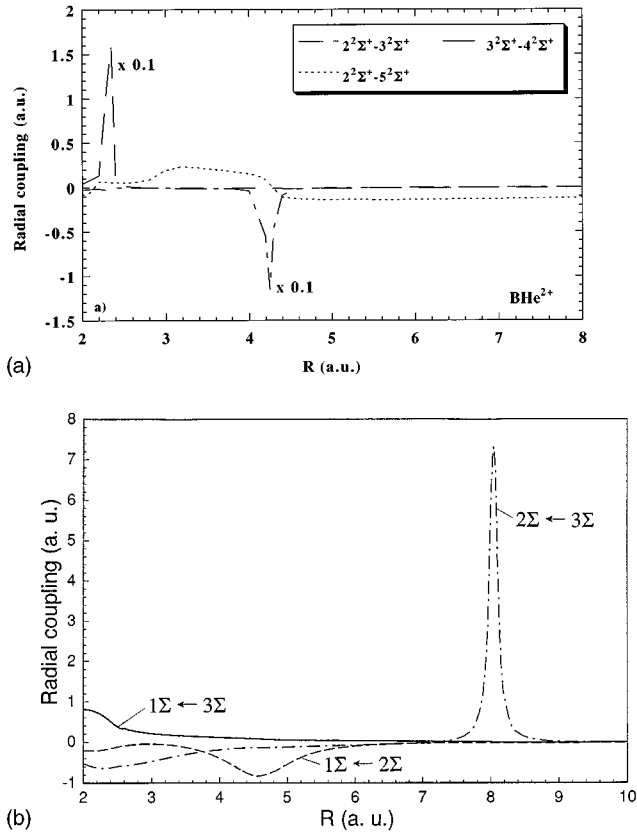 2
1.5
1
0.5
0
-0.5
-1
-1.5
Radial coupling (a.u.)
x 0.1
2²Σ⁺-3²Σ⁺ 3²Σ⁺-4²Σ⁺
2²Σ⁺-5²Σ⁺
x 0.1
a)
BHe²⁺
2 3 4 5 6 7 8
R (a.u.)
(a)
8
7
6
5
4
3
2
1
0
-1
Radial coupling (a. u.)
2Σ ← 3Σ
1Σ ← 3Σ
1Σ ← 2Σ
2 3 4 5 6 7 8 9 10
R (a. u.)
(b)